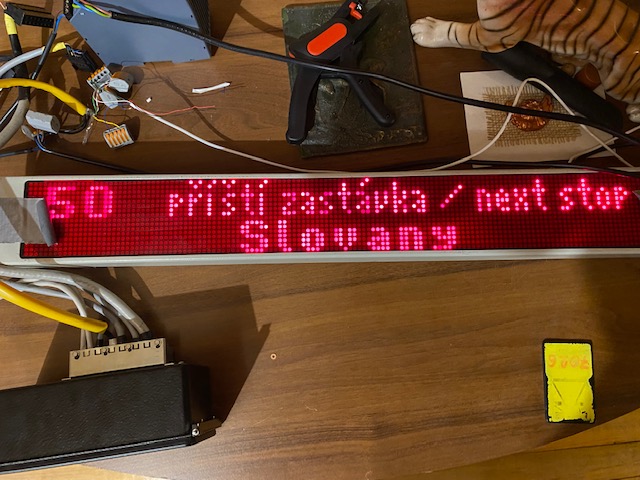 50 příští zastávka / next stop
Slovany